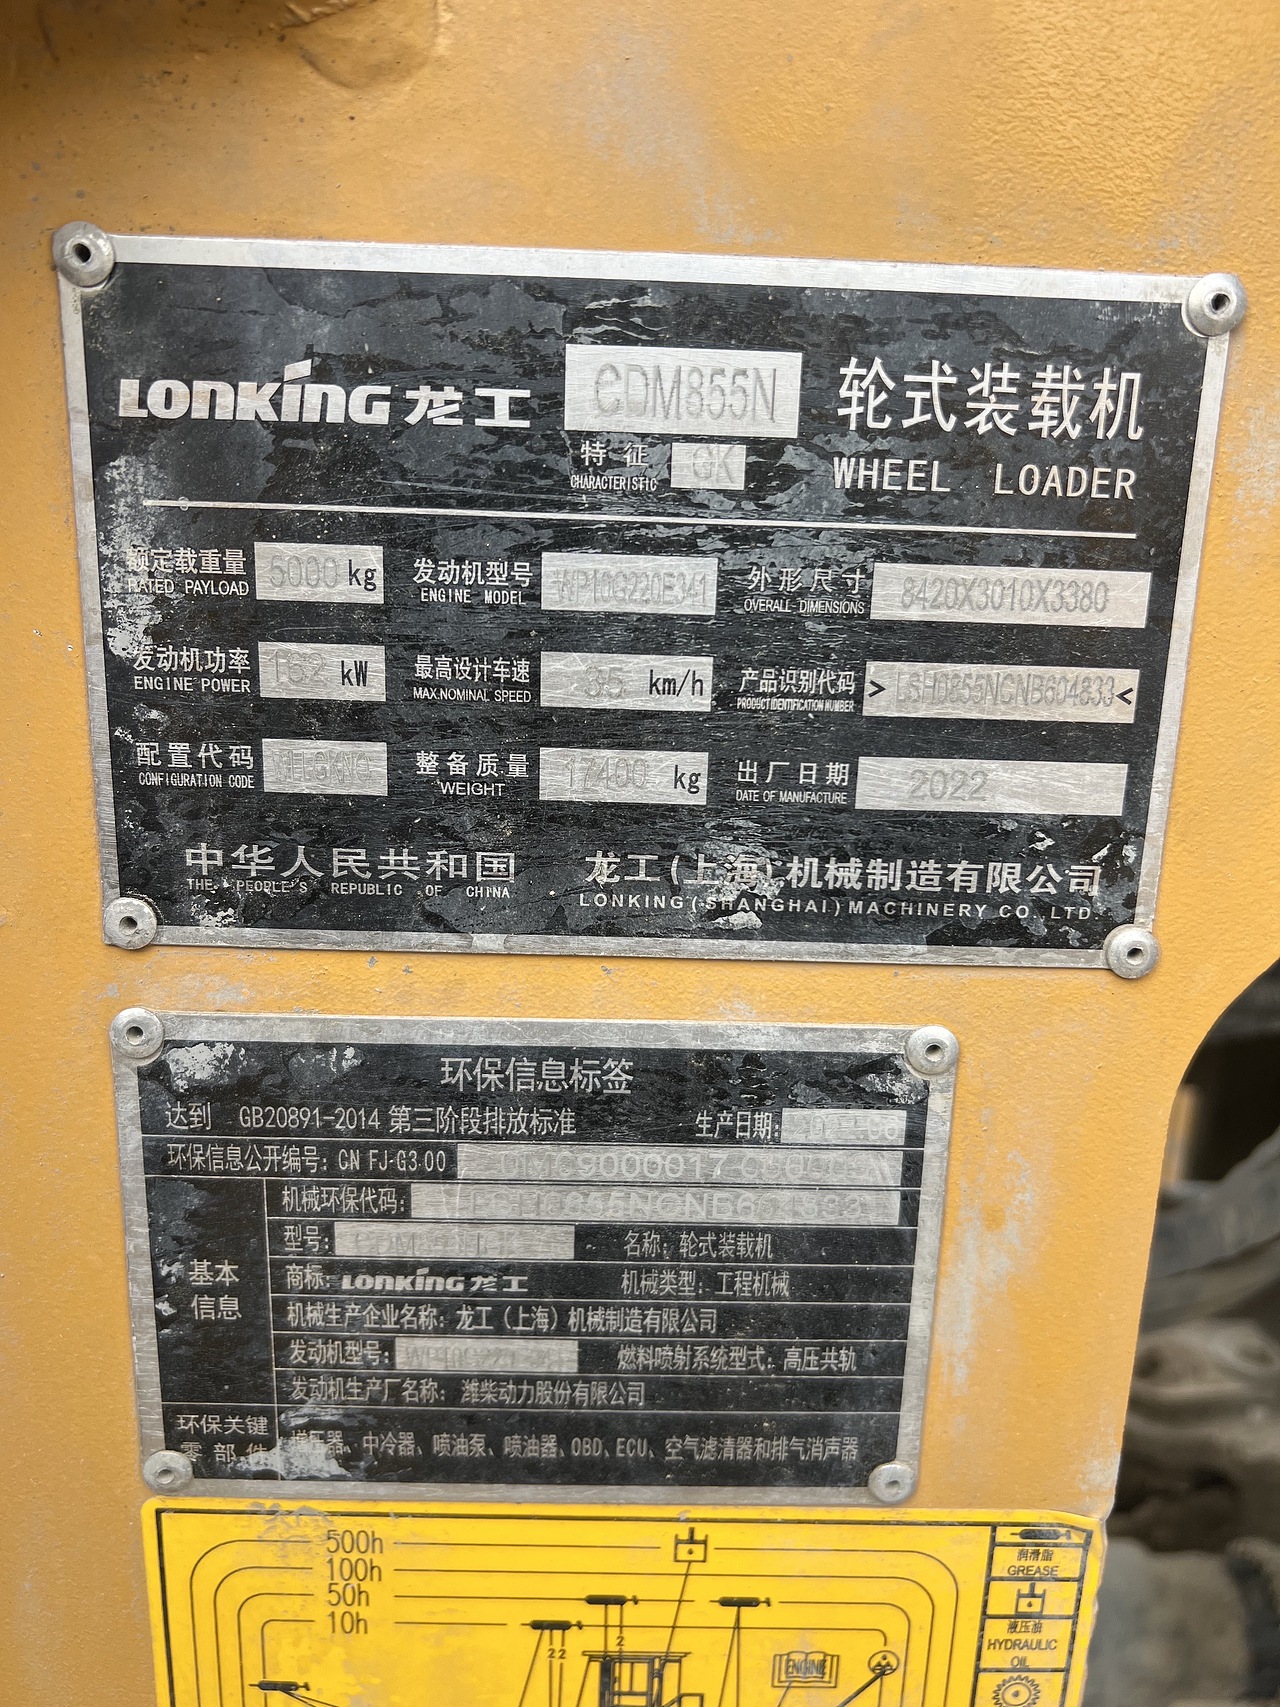 LONKING 龙工 CDM855N 轮式装载机
特征 GK WHEEL LOADER
CHARACTERISTIC
额定载重量 5000 kg 发动机型号 WP10G220E341 外形尺寸 8420X3010X3380
RATED PAYLOAD ENGINE MODEL OVERALL DIMENSIONS
发动机功率 162 kW 最高设计车速 35 km/h 产品识别代码 >LSH0855NCNB604833<
ENGINE POWER MAX.NOMINAL SPEED PRODUCT IDENTIFICATION NUMBER
配置代码 整备质量 17400 kg 出厂日期 2022
CONFIGURATION CODE WEIGHT DATE OF MANUFACTURE
中华人民共和国 龙工(上海)机械制造有限公司
THE PEOPLE'S REPUBLIC OF CHINA LONKING(SHANGHAI)MACHINERY CO.,LTD.
环保信息标签
达到 GB20891-2014 第三阶段排放标准 生产日期:
环保信息公开编号: CN FJ-G3 00
机械环保代码:
型号: 名称: 轮式装载机
基本信息
商标: LONKING 龙工 机械类型: 工程机械
机械生产企业名称: 龙工(上海)机械制造有限公司
发动机型号: 燃料喷射系统型式: 高压共轨
发动机生产厂名称: 潍柴动力股份有限公司
环保关键零部件 增压器、中冷器、喷油泵、喷油器、OBD、ECU、空气滤清器和排气消声器
500h
100h
50h
10h
2
2 2
ENGINE
润滑脂
GREASE
液压油
HYDRAULIC
OIL